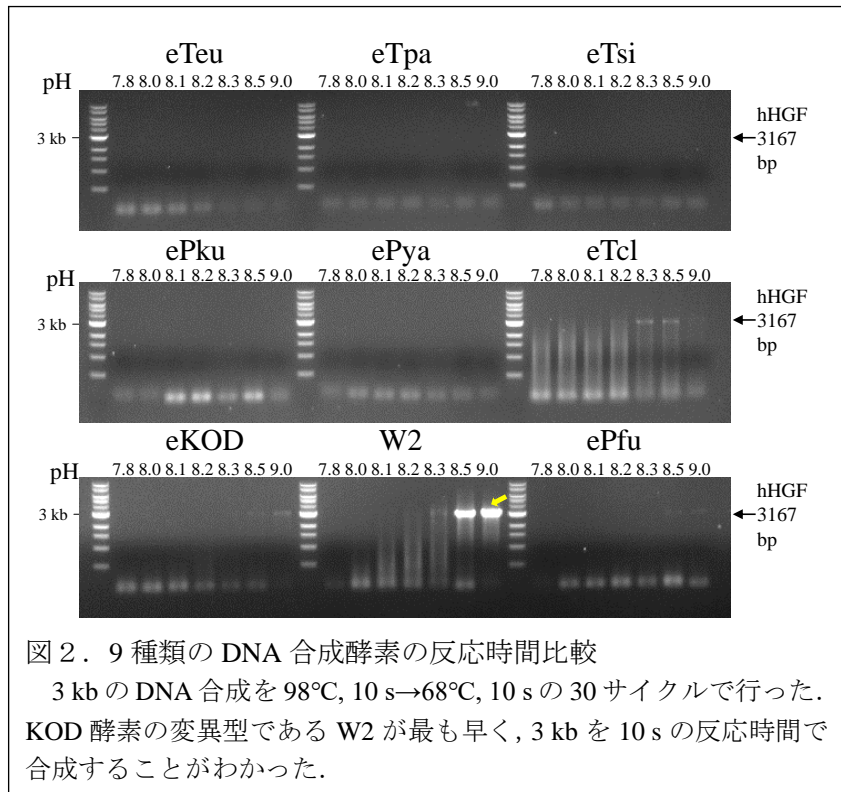 eTeu eTpa eTsi
pH 7.8 8.0 8.1 8.2 8.3 8.5 9.0 7.8 8.0 8.1 8.2 8.3 8.5 9.0 7.8 8.0 8.1 8.2 8.3 8.5 9.0
3 kb
hHGF
3167
bp
ePku ePya eTcl
7.8 8.0 8.1 8.2 8.3 8.5 9.0 7.8 8.0 8.1 8.2 8.3 8.5 9.0 7.8 8.0 8.1 8.2 8.3 8.5 9.0
3 kb
hHGF
3167
bp
eKOD W2 ePfu
pH 7.8 8.0 8.1 8.2 8.3 8.5 9.0 7.8 8.0 8.1 8.2 8.3 8.5 9.0 7.8 8.0 8.1 8.2 8.3 8.5 9.0
3 kb
hHGF
3167
bp
図２．９種類の DNA 合成酵素の反応時間比較
3 kb の DNA 合成を 98℃, 10 s→68℃, 10 s の 30 サイクルで行った．
KOD 酵素の変異型である W2 が最も早く, 3 kb を 10 s の反応時間で
合成することがわかった．